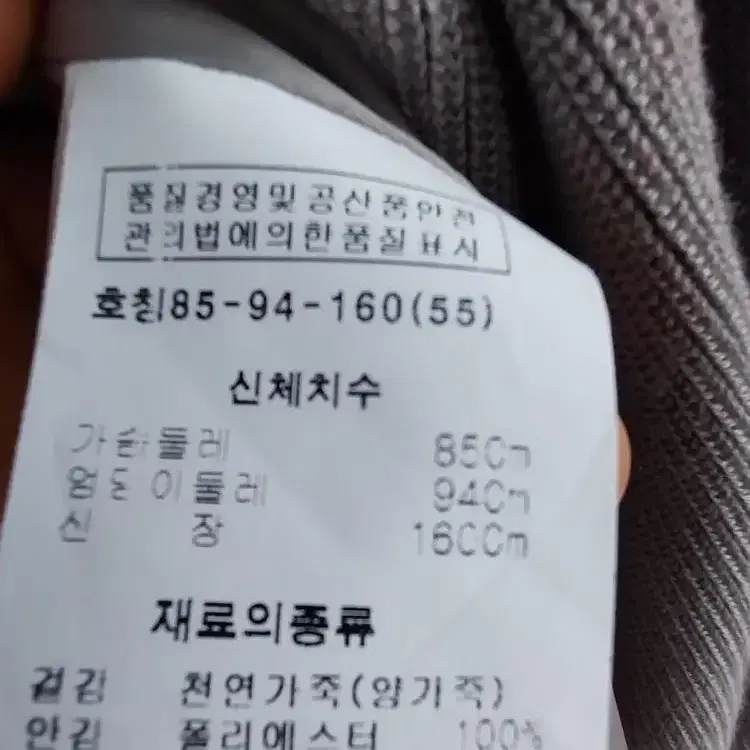 품질경영및공산품안전
관리법에의한품질표시
호칭85-94-160(55)
신체치수
가슴둘레 85Cm
엉덩이둘레 94Cm
신 장 160Cm
재료의종류
겉감 천연가죽(양가죽)
안감 폴리에스터 100%